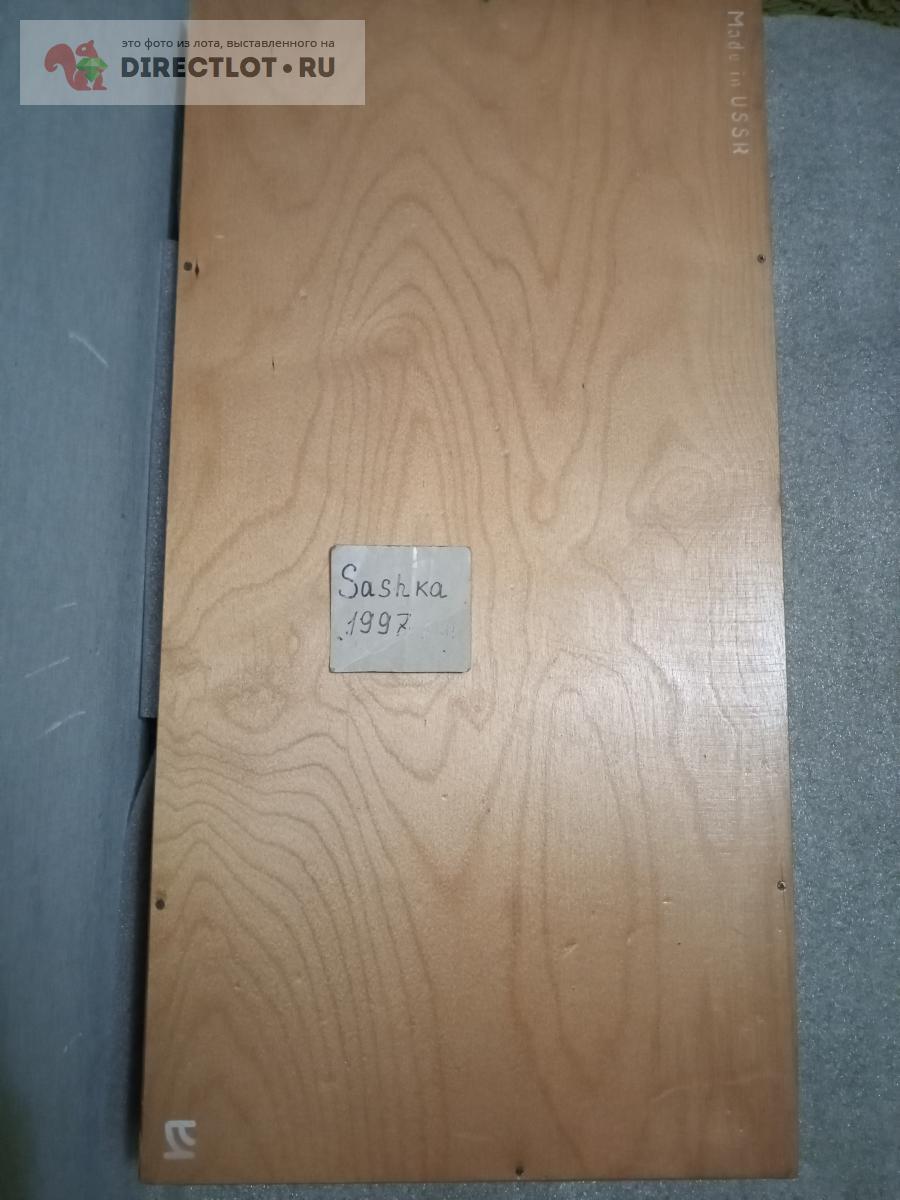 это фото из лота, выставленного на
DIRECTLOT.RU
Made in USSR
Sashka
1997